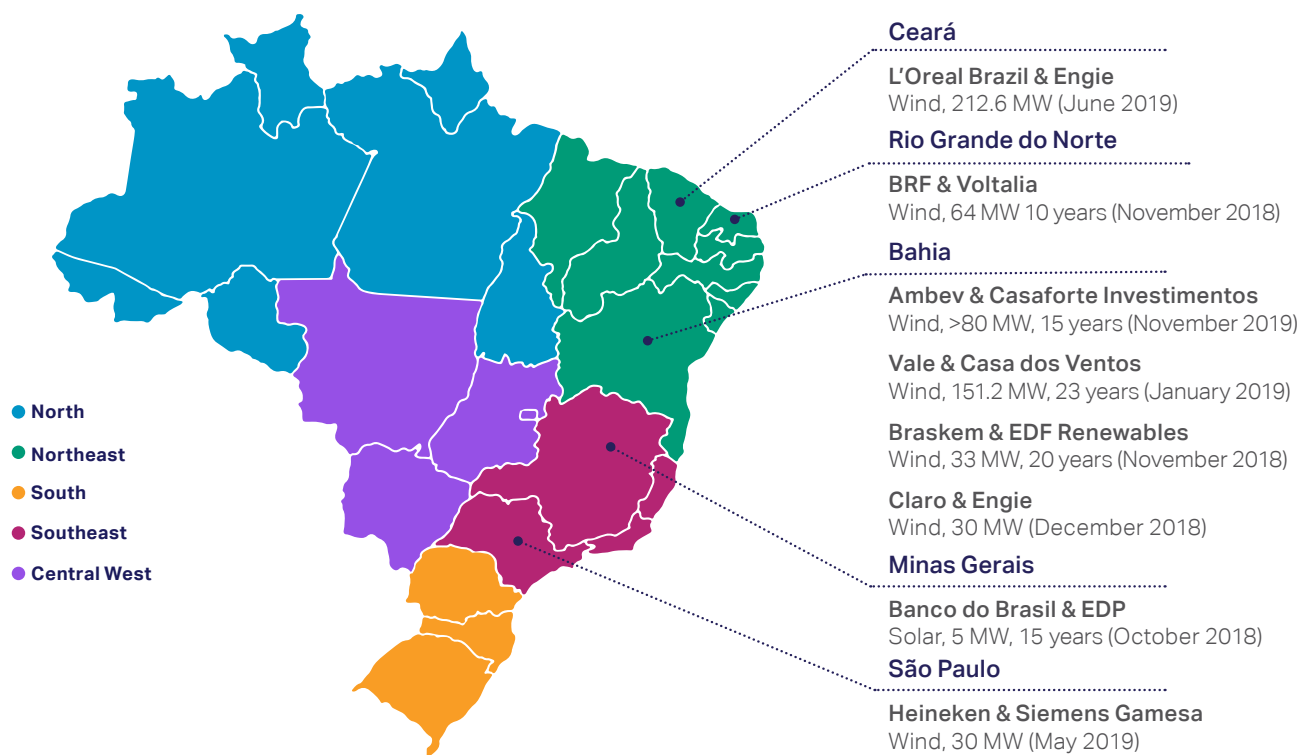 North
Northeast
South
Southeast
Central West
Ceará
L'Oreal Brazil & Engie
Wind, 212.6 MW (June 2019)
Rio Grande do Norte
BRF & Voltalia
Wind, 64 MW 10 years (November 2018)
Bahia
Ambev & Casaforte Investimentos
Wind, >80 MW, 15 years (November 2019)
Vale & Casa dos Ventos
Wind, 151.2 MW, 23 years (January 2019)
Braskem & EDF Renewables
Wind, 33 MW, 20 years (November 2018)
Claro & Engie
Wind, 30 MW (December 2018)
Minas Gerais
Banco do Brasil & EDP
Solar, 5 MW, 15 years (October 2018)
São Paulo
Heineken & Siemens Gamesa
Wind, 30 MW (May 2019)